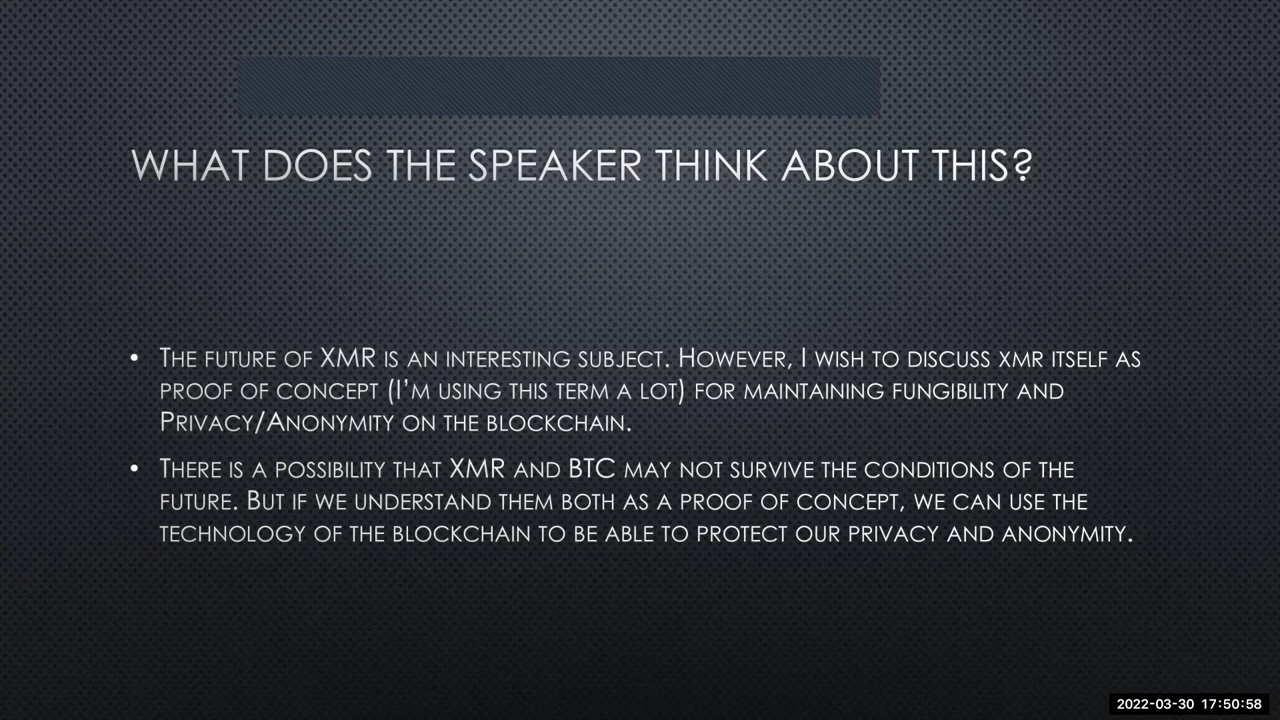 WHAT DOES THE SPEAKER THINK ABOUT THIS?
• THE FUTURE OF XMR IS AN INTERESTING SUBJECT. HOWEVER, I WISH TO DISCUSS XMR ITSELF AS
PROOF OF CONCEPT (I'M USING THIS TERM A LOT) FOR MAINTAINING FUNGIBILITY AND
PRIVACY/ANONYMITY ON THE BLOCKCHAIN.
• THERE IS A POSSIBILITY THAT XMR AND BTC MAY NOT SURVIVE THE CONDITIONS OF THE
FUTURE. BUT IF WE UNDERSTAND THEM BOTH AS A PROOF OF CONCEPT, WE CAN USE THE
TECHNOLOGY OF THE BLOCKCHAIN TO BE ABLE TO PROTECT OUR PRIVACY AND ANONYMITY.
2022-03-30 17:50:58